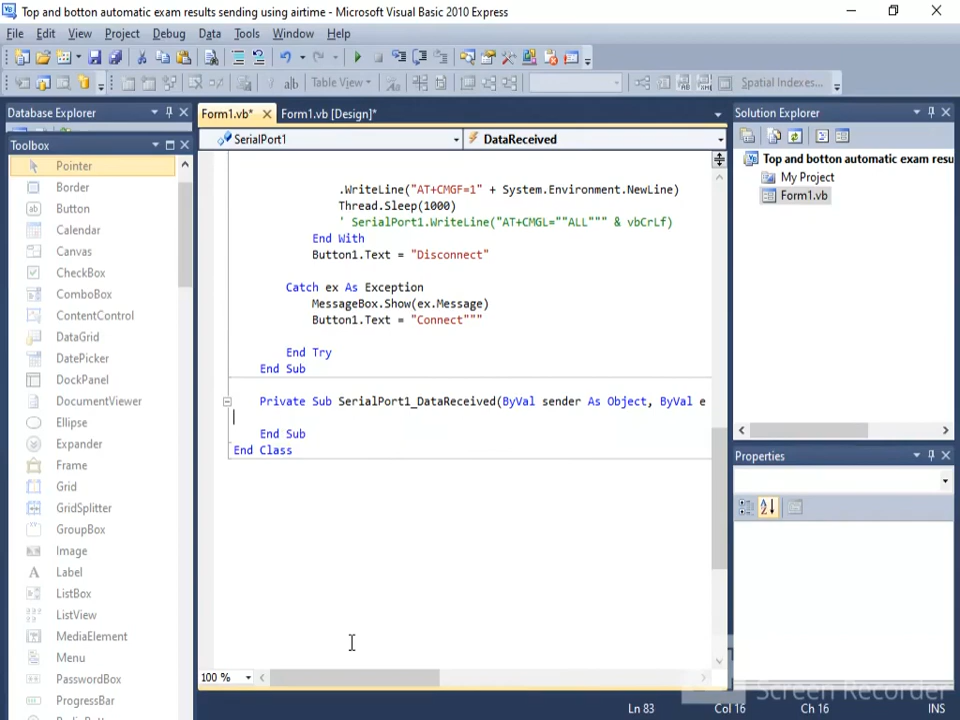 Top and botton automatic exam results sending using airtime - Microsoft Visual Basic 2010 Express
File Edit View Project Debug Data Tools Window Help
Table View
Spatial Indexes...
Database Explorer
Toolbox
Pointer
Border
Button
Calendar
Canvas
CheckBox
ComboBox
ContentControl
DataGrid
DatePicker
DockPanel
DocumentViewer
Ellipse
Expander
Frame
Grid
GridSplitter
GroupBox
Image
Label
ListBox
ListView
MediaElement
Menu
PasswordBox
ProgressBar
Form1.vb*
Form1.vb [Design]*
SerialPort1
DataReceived
.WriteLine("AT+CMGF=1" + System.Environment.NewLine)
Thread.Sleep(1000)
' SerialPort1.WriteLine("AT+CMGL=""ALL""" & vbCrLf)
End With
Button1.Text = "Disconnect"
Catch ex As Exception
MessageBox.Show(ex.Message)
Button1.Text = "Connect"""
End Try
End Sub
Private Sub SerialPort1_DataReceived(ByVal sender As Object, ByVal e
End Sub
End Class
100 %
Solution Explorer
Top and botton automatic exam resu
My Project
Form1.vb
Properties
Screen Recorder
Ln 83 Col 16 Ch 16 INS